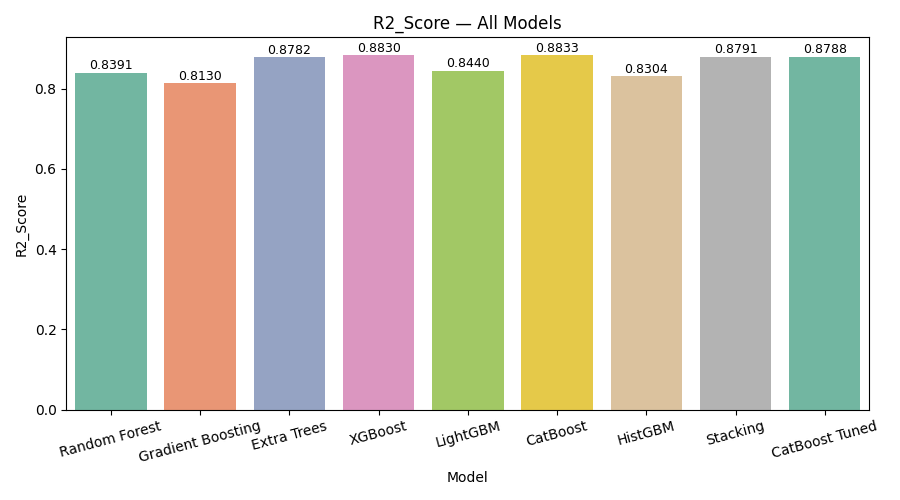 R2_Score — All Models
0.8391
0.8130
0.8782
0.8830
0.8440
0.8833
0.8304
0.8791
0.8788
R2_Score
0.8
0.6
0.4
0.2
0.0
Random Forest
Gradient Boosting
Extra Trees
XGBoost
LightGBM
CatBoost
HistGBM
Stacking
CatBoost Tuned
Model